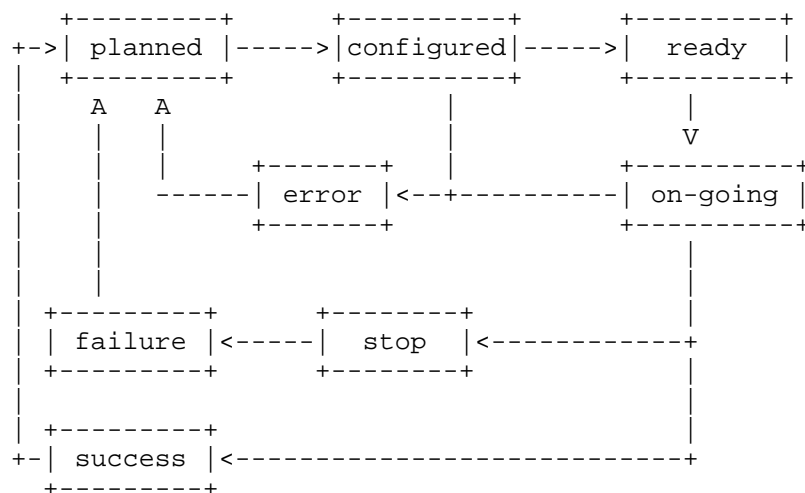 planned configured ready
error on-going
failure stop
success